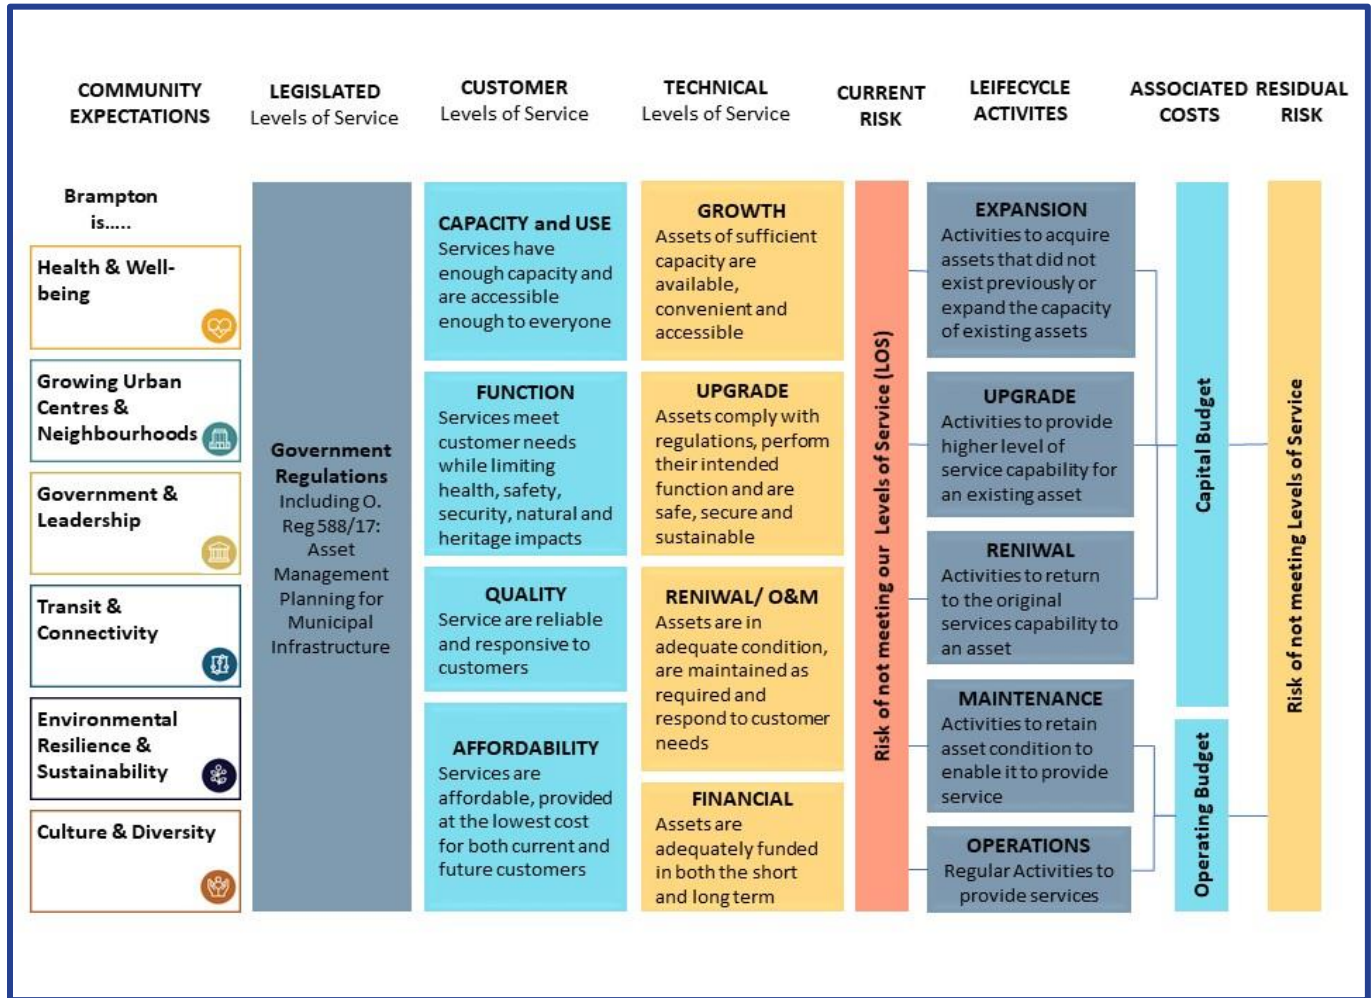 COMMUNITY
EXPECTATIONS
LEGISLATED
Levels of Service
CUSTOMER
Levels of Service
TECHNICAL
Levels of Service
CURRENT
RISK
LEIFECYCLE
ACTIVITES
ASSOCIATED
COSTS
RESIDUAL
RISK
Brampton
is.....
Health & Well-
being
Growing Urban
Centres &
Neighbourhoods
Government &
Leadership
Transit &
Connectivity
Environmental
Resilience &
Sustainability
Culture & Diversity
Government
Regulations
Including O.
Reg 588/17:
Asset
Management
Planning for
Municipal
Infrastructure
CAPACITY and USE
Services have
enough capacity and
are accessible
enough to everyone
FUNCTION
Services meet
customer needs
while limiting
health, safety,
security, natural and
heritage impacts
QUALITY
Service are reliable
and responsive to
customers
AFFORDABILITY
Services are
affordable, provided
at the lowest cost
for both current and
future customers
GROWTH
Assets of sufficient
capacity are
available,
convenient and
accessible
UPGRADE
Assets comply with
regulations, perform
their intended
function and are
safe, secure and
sustainable
RENIWAL/ O&M
Assets are in
adequate condition,
are maintained as
required and
respond to customer
needs
FINANCIAL
Assets are
adequately funded
in both the short
and long term
Risk of not meeting our Levels of Service (LOS)
EXPANSION
Activities to acquire
assets that did not
exist previously or
expand the capacity
of existing assets
UPGRADE
Activities to provide
higher level of
service capability for
an existing asset
RENIWAL
Activities to return
to the original
services capability to
an asset
MAINTENANCE
Activities to retain
asset condition to
enable it to provide
service
OPERATIONS
Regular Activities to
provide services
Capital Budget
Operating Budget
Risk of not meeting Levels of Service